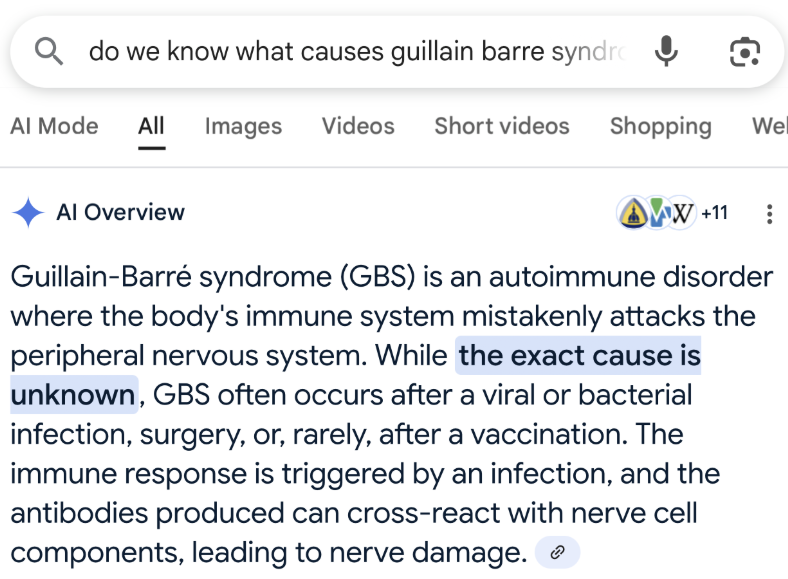 do we know what causes guillain barre syndro
AI Mode All Images Videos Short videos Shopping Wel
AI Overview W +11
Guillain-Barré syndrome (GBS) is an autoimmune disorder
where the body's immune system mistakenly attacks the
peripheral nervous system. While the exact cause is
unknown, GBS often occurs after a viral or bacterial
infection, surgery, or, rarely, after a vaccination. The
immune response is triggered by an infection, and the
antibodies produced can cross-react with nerve cell
components, leading to nerve damage.